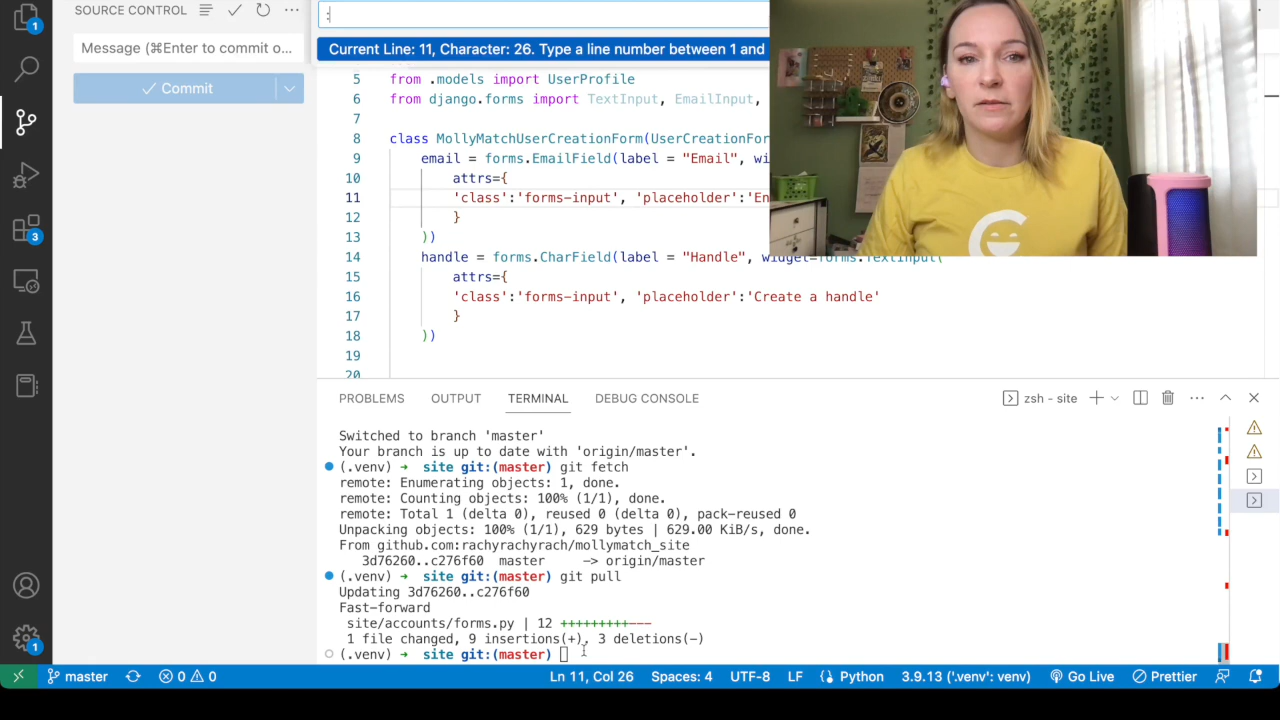 SOURCE CONTROL
:
1
Message (⌘Enter to commit o...
Current Line: 11, Character: 26. Type a line number between 1 and
Commit
5 from .models import UserProfile
6 from django.forms import TextInput, EmailInput,
7
8 class MollyMatchUserCreationForm(UserCreationFor
9 email = forms.EmailField(label = "Email", wi
10 attrs={
11 'class':'forms-input', 'placeholder':'En
12 }
13 ))
14 handle = forms.CharField(label = "Handle", widget=forms.TextInput(
15 attrs={
16 'class':'forms-input', 'placeholder':'Create a handle'
17 }
18 ))
19
20
3
PROBLEMS OUTPUT TERMINAL DEBUG CONSOLE zsh - site
Switched to branch 'master'
Your branch is up to date with 'origin/master'.
(.venv) → site git:(master) git fetch
remote: Enumerating objects: 1, done.
remote: Counting objects: 100% (1/1), done.
remote: Total 1 (delta 0), reused 0 (delta 0), pack-reused 0
Unpacking objects: 100% (1/1), 629 bytes | 629.00 KiB/s, done.
From github.com:rachyrachyrach/mollymatch_site
3d76260..c276f60 master -> origin/master
(.venv) → site git:(master) git pull
Updating 3d76260..c276f60
Fast-forward
site/accounts/forms.py | 12 +++++++++---
1 file changed, 9 insertions(+), 3 deletions(-)
(.venv) → site git:(master)
1
master 0 0 Ln 11, Col 26 Spaces: 4 UTF-8 LF Python 3.9.13 ('.venv': venv) Go Live Prettier